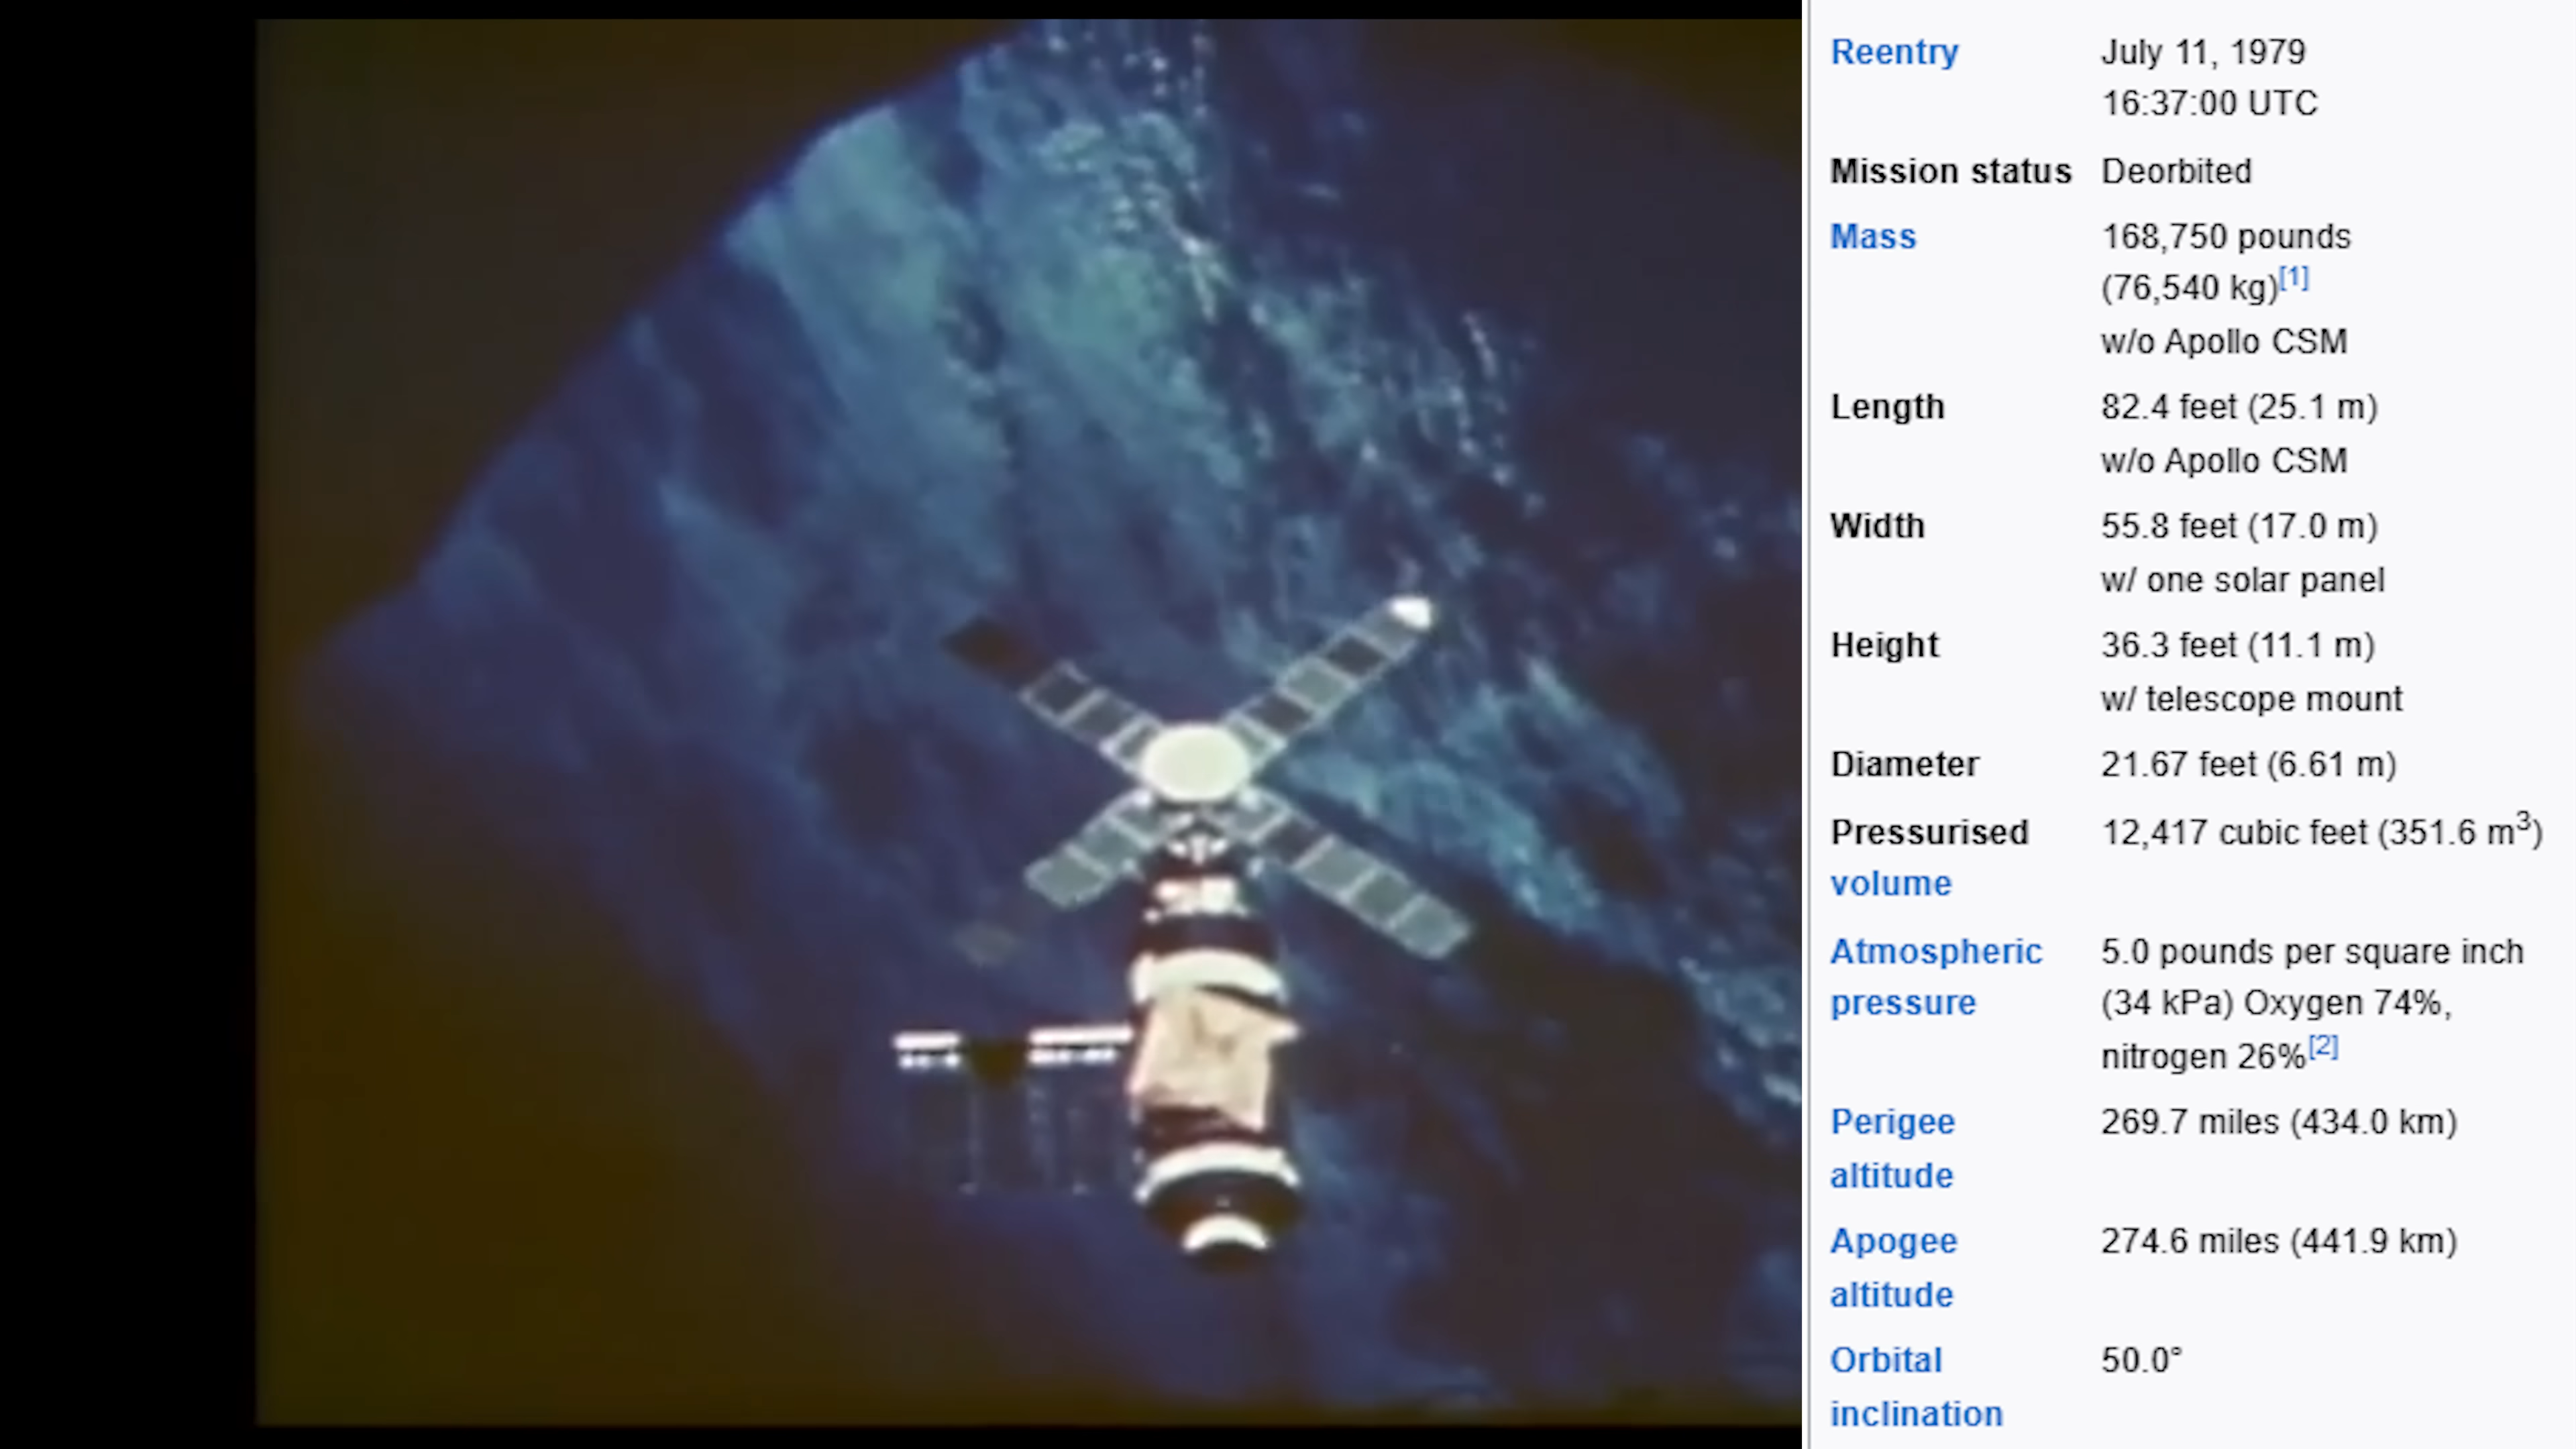 Reentry July 11, 1979
16:37:00 UTC
Mission status Deorbited
Mass 168,750 pounds
(76,540 kg)[1]
w/o Apollo CSM
Length 82.4 feet (25.1 m)
w/o Apollo CSM
Width 55.8 feet (17.0 m)
w/ one solar panel
Height 36.3 feet (11.1 m)
w/ telescope mount
Diameter 21.67 feet (6.61 m)
Pressurised 12,417 cubic feet (351.6 m3)
volume
Atmospheric 5.0 pounds per square inch
pressure (34 kPa) Oxygen 74%,
nitrogen 26%[2]
Perigee 269.7 miles (434.0 km)
altitude
Apogee 274.6 miles (441.9 km)
altitude
Orbital 50.0°
inclination